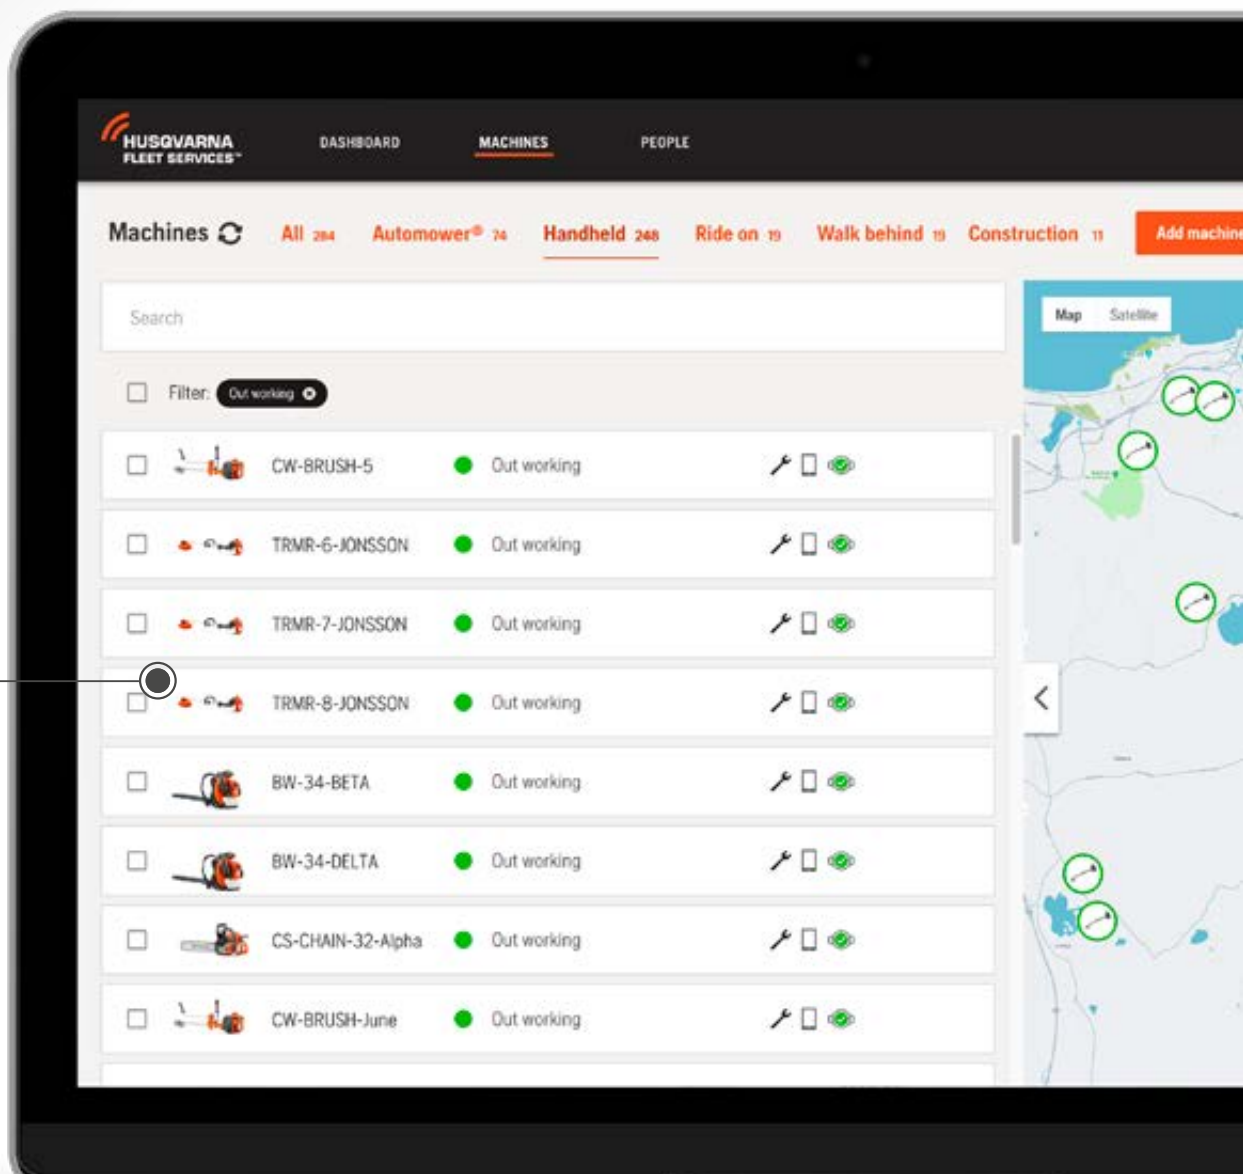 HUSQVARNA
FLEET SERVICES™
DASHBOARD MACHINES PEOPLE
Machines All 284 Automower® 74 Handheld 248 Ride on 19 Walk behind 19 Construction 11 Add machine
Search
Map Satellite
Filter: Out working
CW-BRUSH-5 Out working
TRMR-6-JONSSON Out working
TRMR-7-JONSSON Out working
TRMR-8-JONSSON Out working
BW-34-BETA Out working
BW-34-DELTA Out working
CS-CHAIN-32-Alpha Out working
CW-BRUSH-June Out working